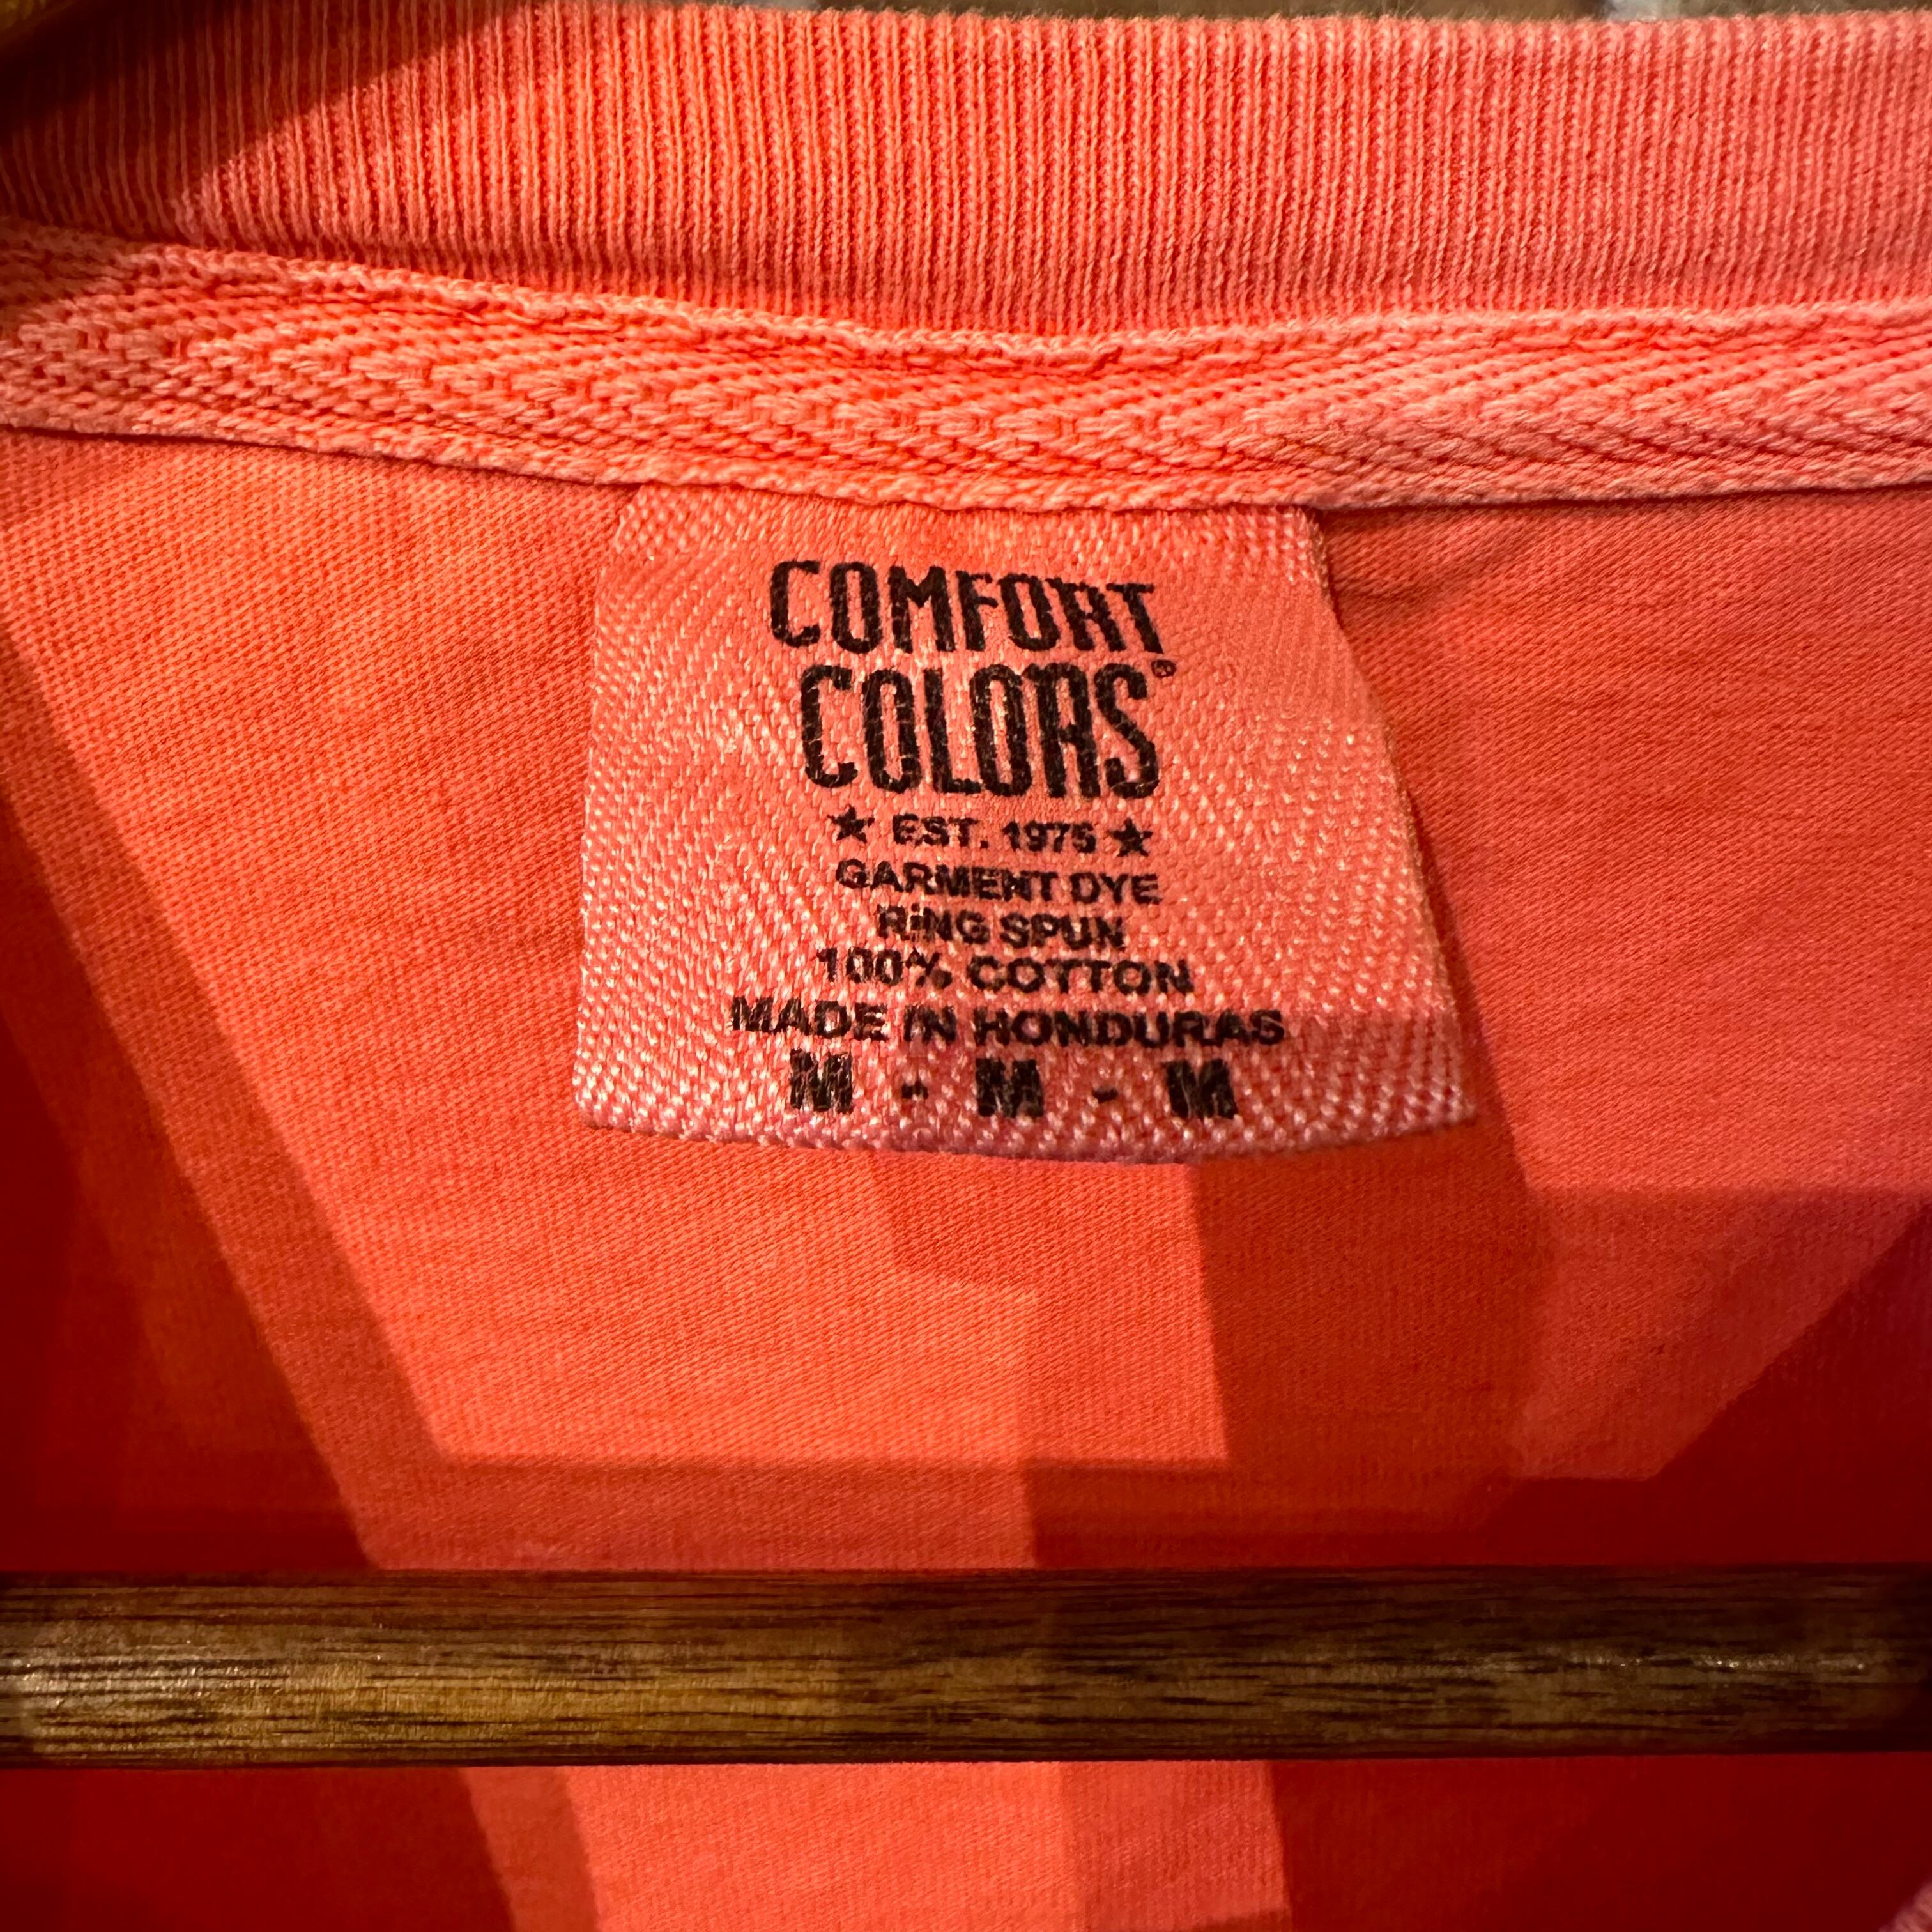 COMFORT
COLORS®
★ EST. 1975 ★
GARMENT DYE
RING SPUN
100% COTTON
MADE IN HONDURAS
M - M - M